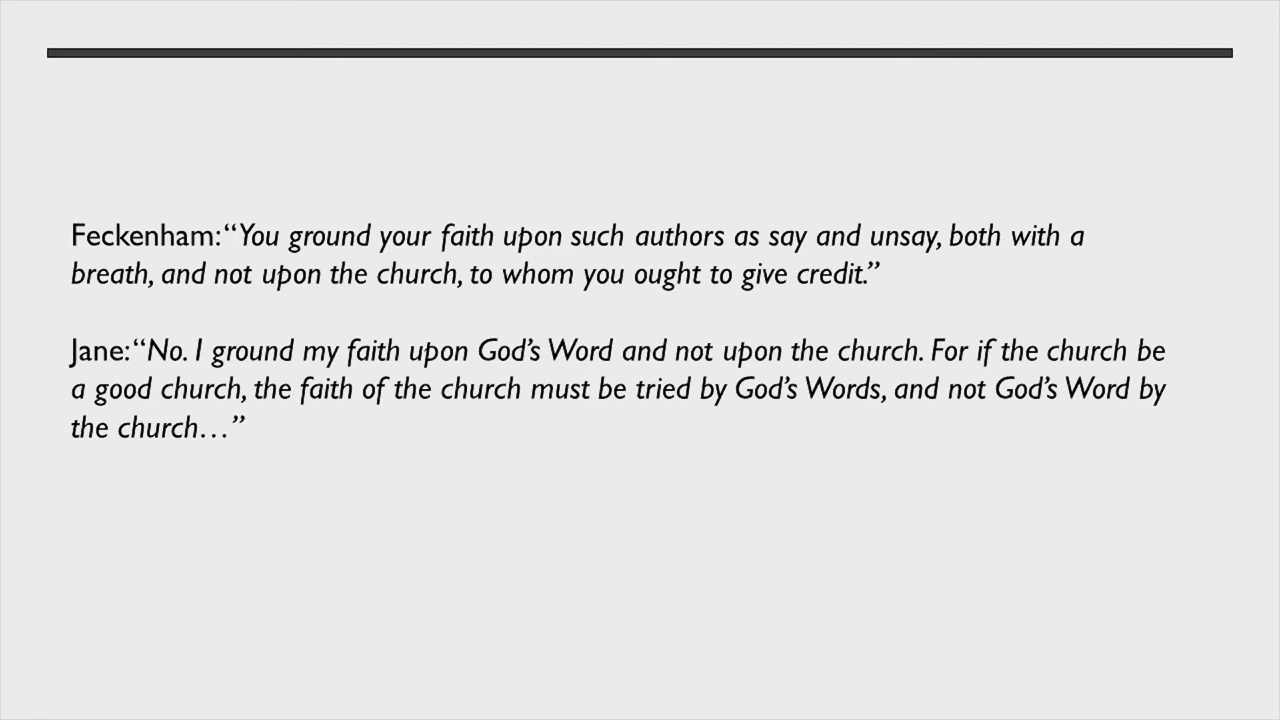 Feckenham: “You ground your faith upon such authors as say and unsay, both with a
breath, and not upon the church, to whom you ought to give credit.”
Jane: “No. I ground my faith upon God’s Word and not upon the church. For if the church be
a good church, the faith of the church must be tried by God’s Words, and not God’s Word by
the church…”